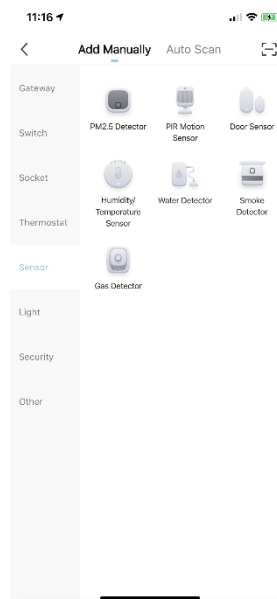 11:16
Add Manually Auto Scan
Gateway
Switch
Socket
Thermostat
Sensor
Light
Security
Other
PM2.5 Detector
PIR Motion
Sensor
Door Sensor
Humidity/
Temperature
Sensor
Water Detector
Smoke
Detector
Gas Detector